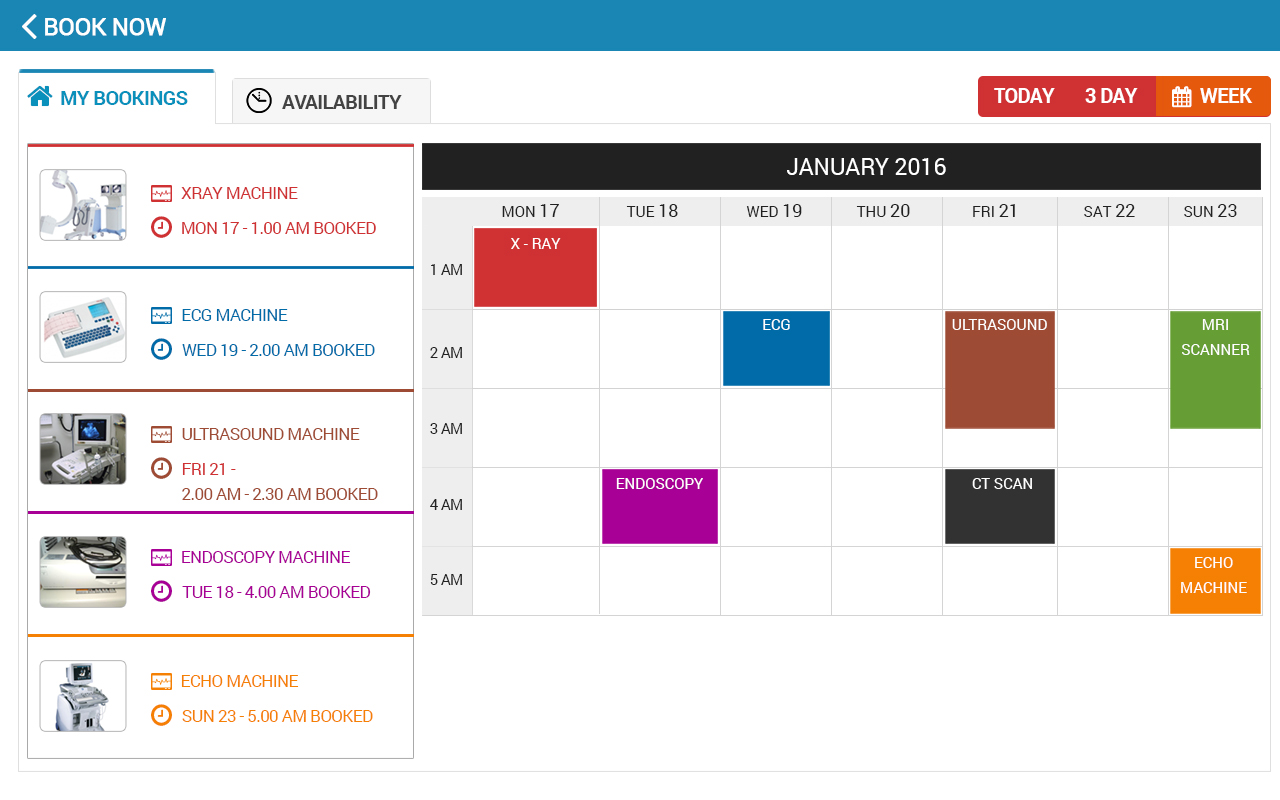 BOOK NOW
MY BOOKINGS
AVAILABILITY
TODAY
3 DAY
WEEK
XRAY MACHINE
MON 17 - 1.00 AM BOOKED
ECG MACHINE
WED 19 - 2.00 AM BOOKED
ULTRASOUND MACHINE
FRI 21 -
2.00 AM - 2.30 AM BOOKED
ENDOSCOPY MACHINE
TUE 18 - 4.00 AM BOOKED
ECHO MACHINE
SUN 23 - 5.00 AM BOOKED
JANUARY 2016
MON 17 TUE 18 WED 19 THU 20 FRI 21 SAT 22 SUN 23
1 AM
X - RAY
2 AM
ECG
ULTRASOUND
MRI
SCANNER
3 AM
4 AM
ENDOSCOPY
CT SCAN
5 AM
ECHO
MACHINE